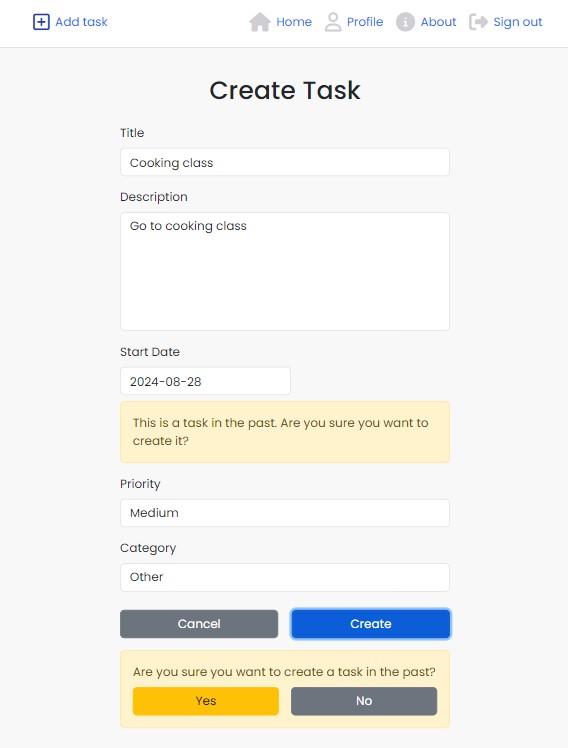 Add task Home Profile About Sign out
Create Task
Title
Cooking class
Description
Go to cooking class
Start Date
2024-08-28
This is a task in the past. Are you sure you want to
create it?
Priority
Medium
Category
Other
Cancel Create
Are you sure you want to create a task in the past?
Yes No